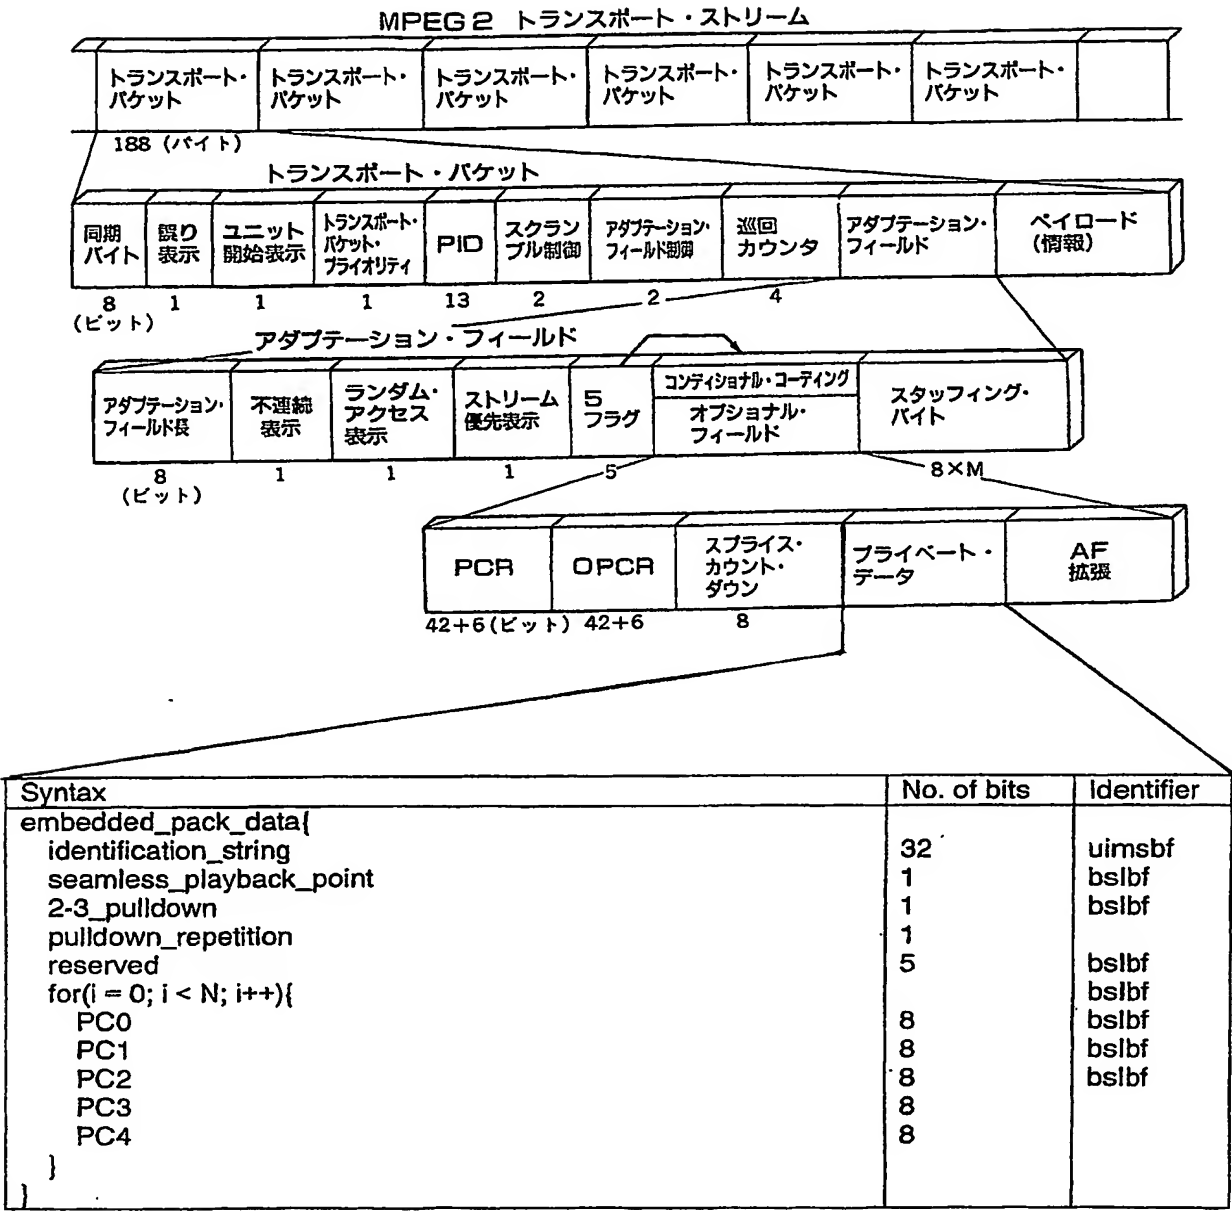 MPEG2 トランスポート・ストリーム
トランスポート・
パケット
トランスポート・
パケット
トランスポート・
パケット
トランスポート・
パケット
トランスポート・
パケット
トランスポート・
パケット
188 (バイト)
トランスポート・パケット
同期
バイト
誤り
表示
ユニット
開始表示
トランスポート・
パケット・
プライオリティ
PID
スクラン
ブル制御
アダプテーション・
フィールド制御
巡回
カウンタ
アダプテーション・
フィールド
ペイロード
(情報)
8 1 1 1 13 2 2 4
(ビット)
アダプテーション・フィールド
アダプテーション・
フィールド長
不連続
表示
ランダム・
アクセス
表示
ストリーム
優先表示
5
フラグ
コンディショナル・コーディング
オプショナル・
フィールド
スタッフィング・
バイト
8 1 1 1 5 8×M
(ビット)
PCR
OPCR
スプライス・
カウント・
ダウン
プライベート・
データ
AF
拡張
42+6(ビット) 42+6 8
Syntax No. of bits Identifier
embedded_pack_data{
identification_string 32 uimsbf
seamless_playback_point 1 bslbf
2-3_pulldown 1 bslbf
pulldown_repetition 1
reserved 5 bslbf
for(i = 0; i < N; i++){ bslbf
PC0 8 bslbf
PC1 8 bslbf
PC2 8 bslbf
PC3 8
PC4 8
}
}